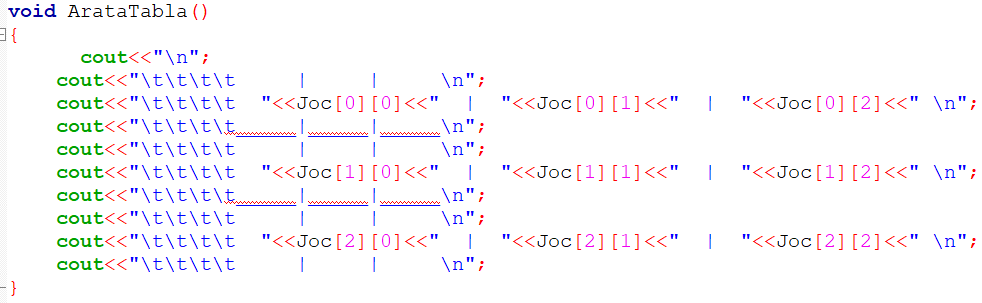 void ArataTabla()
{
      cout<<"\n";
    cout<<"\t\t\t\t     |     |     \n";
    cout<<"\t\t\t\t  "<<Joc[0][0]<<"  |  "<<Joc[0][1]<<"  |  "<<Joc[0][2]<<" \n";
    cout<<"\t\t\t\t_____|_____|_____\n";
    cout<<"\t\t\t\t     |     |     \n";
    cout<<"\t\t\t\t  "<<Joc[1][0]<<"  |  "<<Joc[1][1]<<"  |  "<<Joc[1][2]<<" \n";
    cout<<"\t\t\t\t_____|_____|_____\n";
    cout<<"\t\t\t\t     |     |     \n";
    cout<<"\t\t\t\t  "<<Joc[2][0]<<"  |  "<<Joc[2][1]<<"  |  "<<Joc[2][2]<<" \n";
    cout<<"\t\t\t\t     |     |     \n";
}